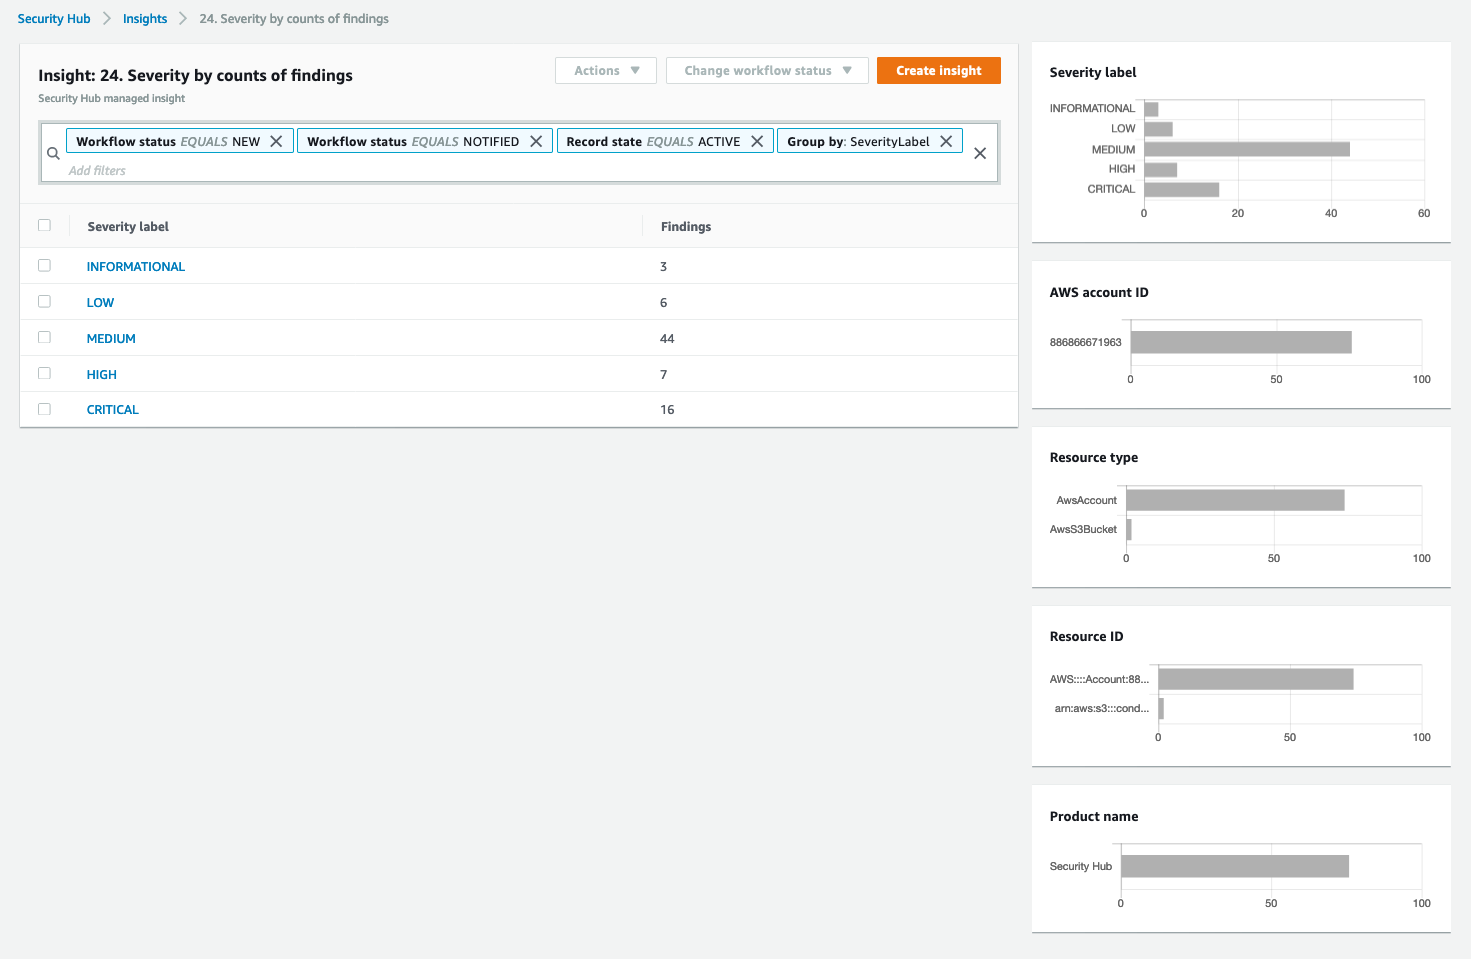 Security Hub > Insights > 24. Severity by counts of findings
Insight: 24. Severity by counts of findings
Security Hub managed insight
Actions
Change workflow status
Create insight
Workflow status EQUALS NEW
Workflow status EQUALS NOTIFIED
Record state EQUALS ACTIVE
Group by: SeverityLabel
Add filters
Severity label Findings
INFORMATIONAL 3
LOW 6
MEDIUM 44
HIGH 7
CRITICAL 16
Severity label
INFORMATIONAL
LOW
MEDIUM
HIGH
CRITICAL
0 20 40 60
AWS account ID
886866671963
0 50 100
Resource type
AwsAccount
AwsS3Bucket
0 50 100
Resource ID
AWS::::Account:88...
arn:aws:s3:::cond...
0 50 100
Product name
Security Hub
0 50 100